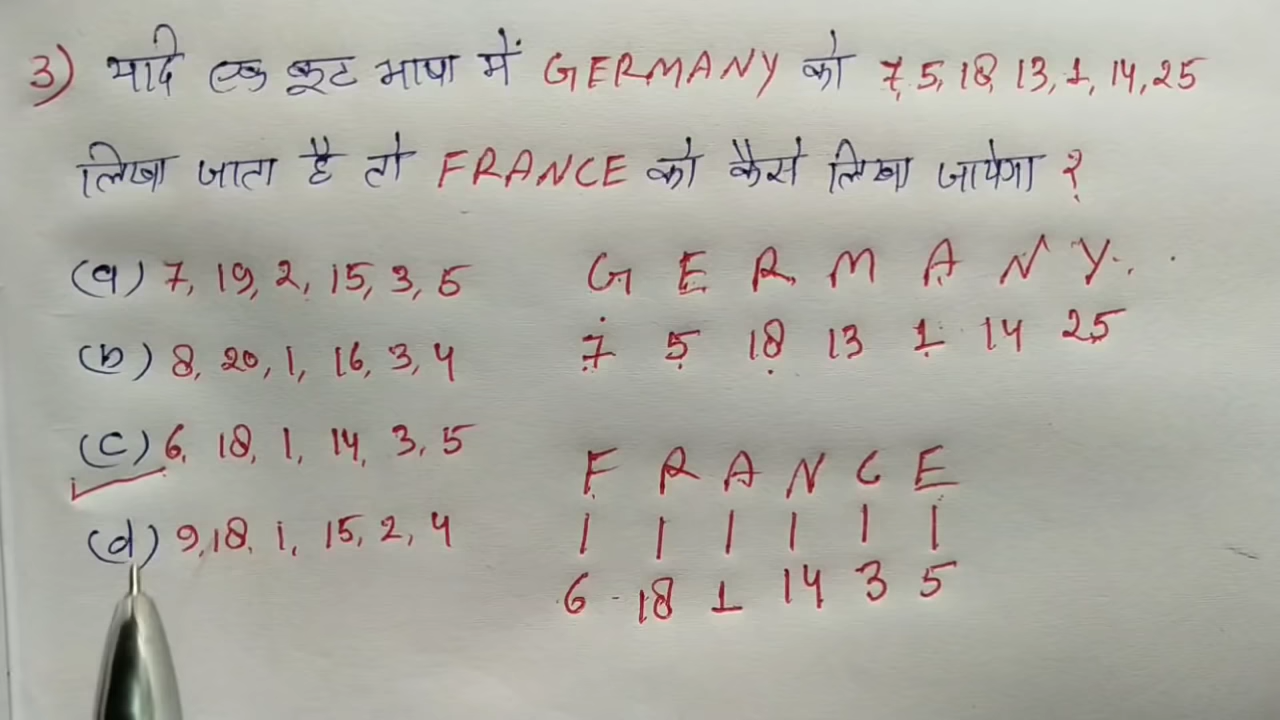 3) यदि एक कूट भाषा में GERMANY को 7, 5, 18, 13, 1, 14, 25
लिखा जाता है तो FRANCE को कैसे लिखा जायेगा ?
(a) 7, 19, 2, 15, 3, 5
(b) 8, 20, 1, 16, 3, 4
(c) 6, 18, 1, 14, 3, 5
(d) 9, 18, 1, 15, 2, 4
G E R M A N Y
7 5 18 13 1 14 25
F R A N C E
6 18 1 14 3 5